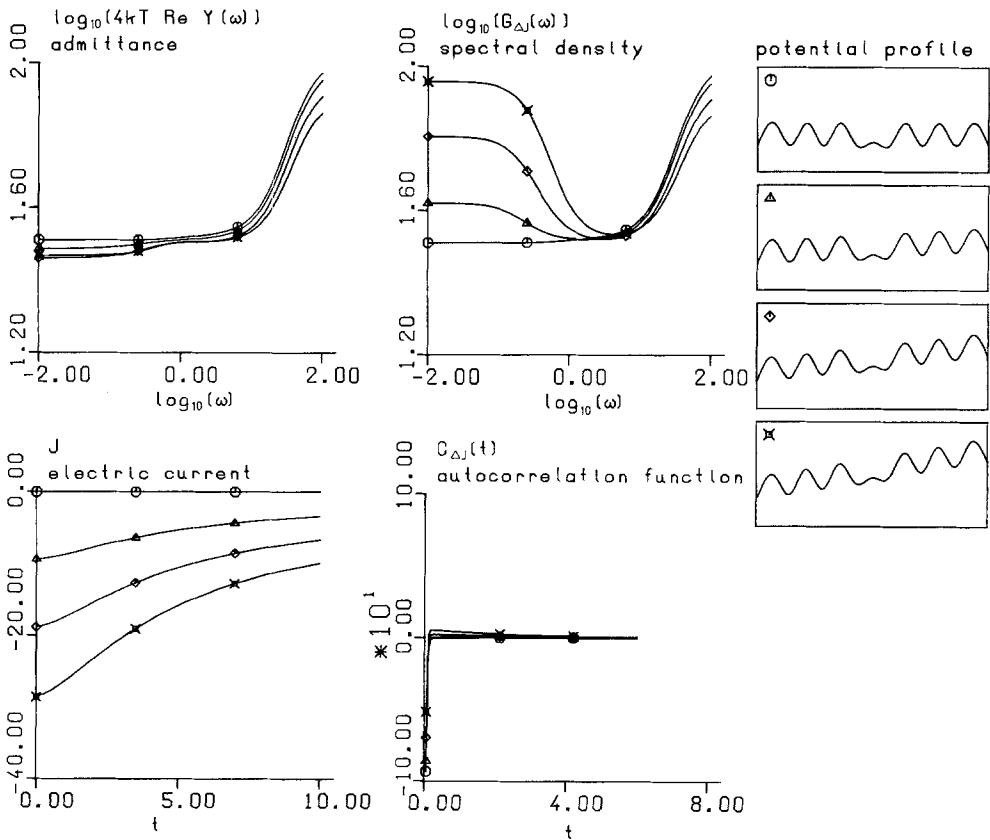 log₁₀(4kT Re Y(ω))
admittance
2.00
1.60
1.20
-2.00 0.00 2.00
log₁₀(ω)
log₁₀(G_ΔJ(ω))
spectral density
2.00
1.60
1.20
-2.00 0.00 2.00
log₁₀(ω)
potential profile
J
electric current
0.00
-20.00
-40.00
-0.00 5.00 10.00
t
C_ΔJ(t)
autocorrelation function
10.00
0.00
-10.00
*10¹
-0.00 4.00 8.00
t